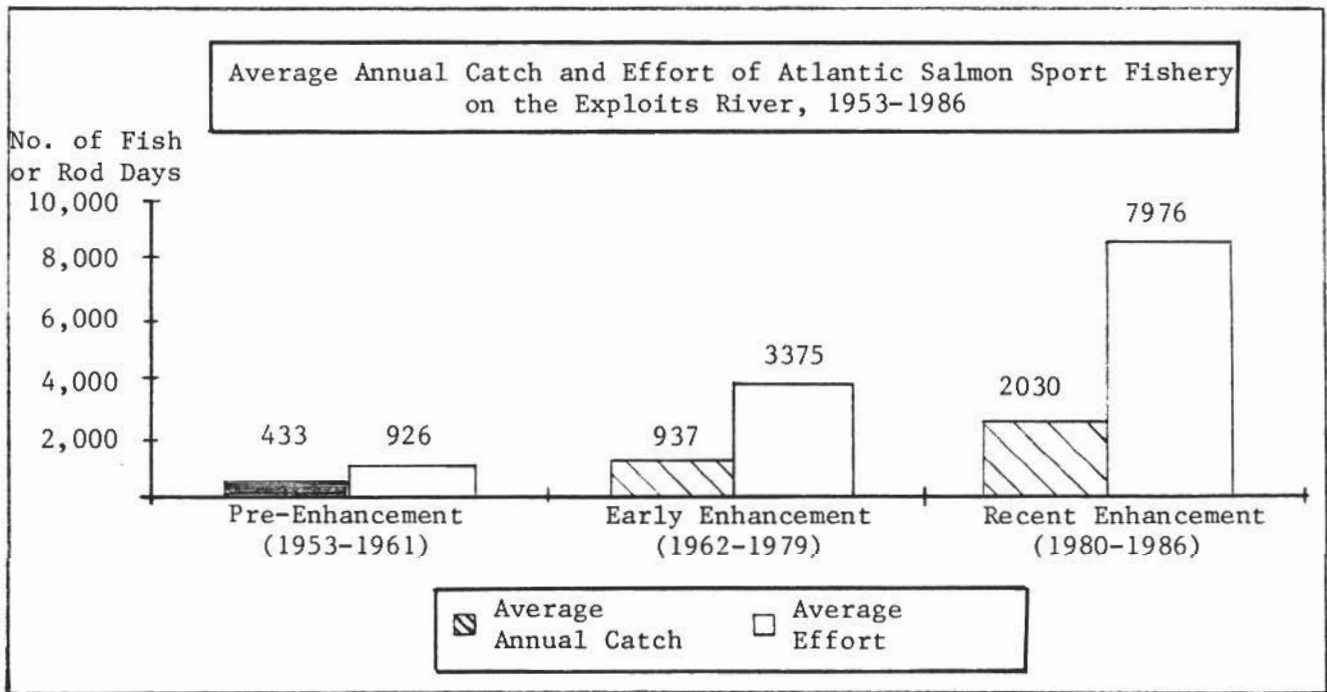 Average Annual Catch and Effort of Atlantic Salmon Sport Fishery
on the Exploits River, 1953-1986
No. of Fish
or Rod Days
10,000
8,000
6,000
4,000
2,000
433
926
937
3375
2030
7976
Pre-Enhancement
(1953-1961)
Early Enhancement
(1962-1979)
Recent Enhancement
(1980-1986)
Average
Annual Catch
Average
Effort